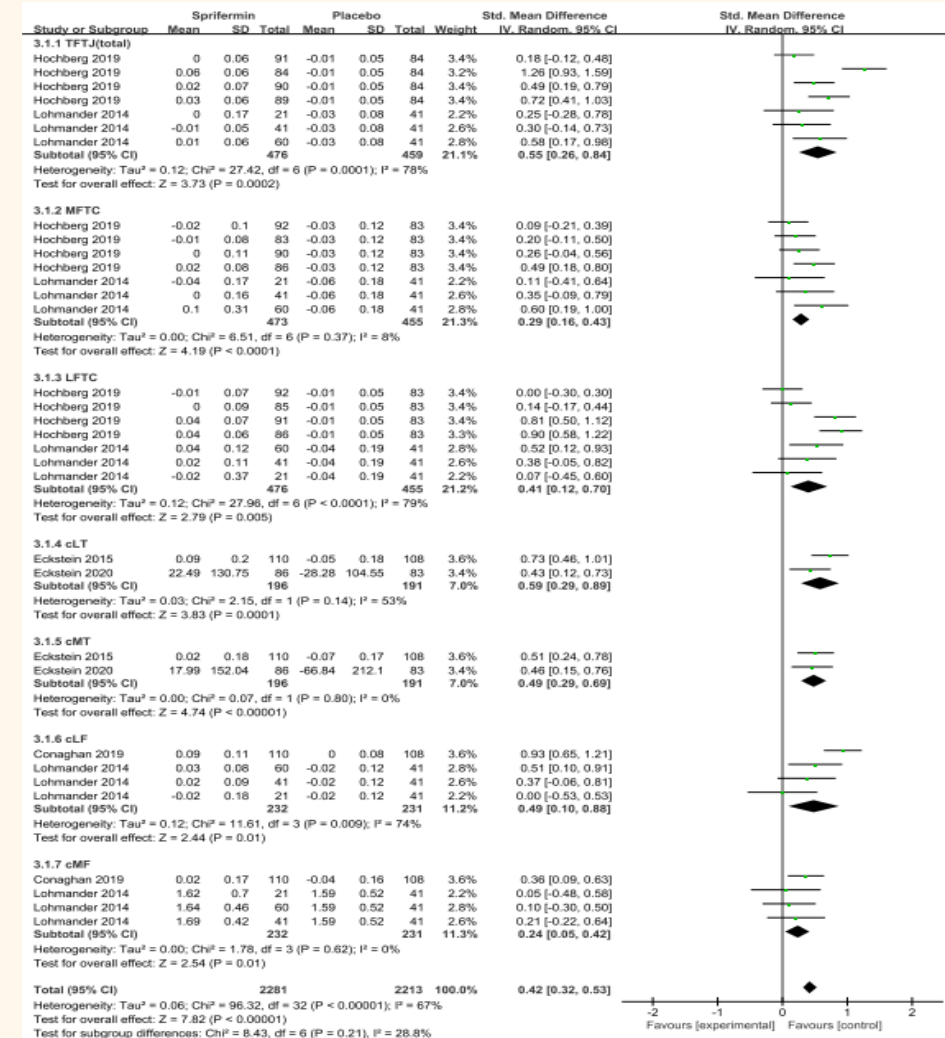 Sprifermin Placebo Std. Mean Difference Std. Mean Difference
Study or Subgroup Mean SD Total Mean SD Total Weight IV. Random. 95% CI IV. Random. 95% CI
3.1.1 TFTJ(total)
Hochberg 2019 0 0.06 91 -0.01 0.05 84 3.4% 0.18 [-0.12, 0.48]
Hochberg 2019 0.06 0.06 84 -0.01 0.05 84 3.2% 1.26 [0.93, 1.59]
Hochberg 2019 0.02 0.07 90 -0.01 0.05 84 3.4% 0.49 [0.19, 0.79]
Hochberg 2019 0.03 0.06 89 -0.01 0.05 84 3.4% 0.72 [0.41, 1.03]
Lohmander 2014 0 0.17 21 -0.03 0.08 41 2.2% 0.25 [-0.28, 0.78]
Lohmander 2014 -0.01 0.05 41 -0.03 0.08 41 2.6% 0.30 [-0.14, 0.73]
Lohmander 2014 0.01 0.06 60 -0.03 0.08 41 2.8% 0.58 [0.17, 0.98]
Subtotal (95% CI) 476 459 21.1% 0.55 [0.26, 0.84]
Heterogeneity: Tau² = 0.12; Chi² = 27.42, df = 6 (P = 0.0001); I² = 78%
Test for overall effect: Z = 3.73 (P = 0.0002)
3.1.2 MFTC
Hochberg 2019 -0.02 0.1 92 -0.03 0.12 83 3.4% 0.09 [-0.21, 0.39]
Hochberg 2019 -0.01 0.08 83 -0.03 0.12 83 3.4% 0.20 [-0.11, 0.50]
Hochberg 2019 0 0.11 90 -0.03 0.12 83 3.4% 0.26 [-0.04, 0.56]
Hochberg 2019 0.02 0.08 86 -0.03 0.12 83 3.4% 0.49 [0.18, 0.80]
Lohmander 2014 -0.04 0.17 21 -0.06 0.18 41 2.2% 0.11 [-0.41, 0.64]
Lohmander 2014 0 0.16 41 -0.06 0.18 41 2.6% 0.35 [-0.09, 0.79]
Lohmander 2014 0.1 0.31 60 -0.06 0.18 41 2.8% 0.60 [0.19, 1.00]
Subtotal (95% CI) 473 455 21.3% 0.29 [0.16, 0.43]
Heterogeneity: Tau² = 0.00; Chi² = 6.51, df = 6 (P = 0.37); I² = 8%
Test for overall effect: Z = 4.19 (P < 0.0001)
3.1.3 LFTC
Hochberg 2019 -0.01 0.07 92 -0.01 0.05 83 3.4% 0.00 [-0.30, 0.30]
Hochberg 2019 0 0.09 85 -0.01 0.05 83 3.4% 0.14 [-0.17, 0.44]
Hochberg 2019 0.04 0.07 91 -0.01 0.05 83 3.4% 0.81 [0.50, 1.12]
Hochberg 2019 0.04 0.06 86 -0.01 0.05 83 3.3% 0.90 [0.58, 1.22]
Lohmander 2014 0.04 0.12 60 -0.04 0.19 41 2.8% 0.52 [0.12, 0.93]
Lohmander 2014 0.02 0.11 41 -0.04 0.19 41 2.6% 0.38 [-0.05, 0.82]
Lohmander 2014 -0.02 0.37 21 -0.04 0.19 41 2.2% 0.07 [-0.45, 0.60]
Subtotal (95% CI) 476 455 21.2% 0.41 [0.12, 0.70]
Heterogeneity: Tau² = 0.12; Chi² = 27.96, df = 6 (P < 0.0001); I² = 79%
Test for overall effect: Z = 2.79 (P = 0.005)
3.1.4 cLT
Eckstein 2015 0.09 0.2 110 -0.05 0.18 108 3.6% 0.73 [0.46, 1.01]
Eckstein 2020 22.49 130.75 86 -28.28 104.55 83 3.4% 0.43 [0.12, 0.73]
Subtotal (95% CI) 196 191 7.0% 0.59 [0.29, 0.89]
Heterogeneity: Tau² = 0.03; Chi² = 2.15, df = 1 (P = 0.14); I² = 53%
Test for overall effect: Z = 3.83 (P = 0.0001)
3.1.5 cMT
Eckstein 2015 0.02 0.18 110 -0.07 0.17 108 3.6% 0.51 [0.24, 0.78]
Eckstein 2020 17.99 152.04 86 -66.84 212.1 83 3.4% 0.46 [0.15, 0.76]
Subtotal (95% CI) 196 191 7.0% 0.49 [0.29, 0.69]
Heterogeneity: Tau² = 0.00; Chi² = 0.07, df = 1 (P = 0.80); I² = 0%
Test for overall effect: Z = 4.74 (P < 0.00001)
3.1.6 cLF
Conaghan 2019 0.09 0.11 110 0 0.08 108 3.6% 0.93 [0.65, 1.21]
Lohmander 2014 0.03 0.08 60 -0.02 0.12 41 2.8% 0.51 [0.10, 0.91]
Lohmander 2014 0.02 0.09 41 -0.02 0.12 41 2.6% 0.37 [-0.06, 0.81]
Lohmander 2014 -0.02 0.18 21 -0.02 0.12 41 2.2% 0.00 [-0.53, 0.53]
Subtotal (95% CI) 232 231 11.2% 0.49 [0.10, 0.88]
Heterogeneity: Tau² = 0.12; Chi² = 11.61, df = 3 (P = 0.009); I² = 74%
Test for overall effect: Z = 2.44 (P = 0.01)
3.1.7 cMF
Conaghan 2019 0.02 0.17 110 -0.04 0.16 108 3.6% 0.36 [0.09, 0.63]
Lohmander 2014 1.62 0.7 21 1.59 0.52 41 2.2% 0.05 [-0.48, 0.58]
Lohmander 2014 1.64 0.46 60 1.59 0.52 41 2.8% 0.10 [-0.30, 0.50]
Lohmander 2014 1.69 0.42 41 1.59 0.52 41 2.6% 0.21 [-0.22, 0.64]
Subtotal (95% CI) 232 231 11.3% 0.24 [0.05, 0.42]
Heterogeneity: Tau² = 0.00; Chi² = 1.78, df = 3 (P = 0.62); I² = 0%
Test for overall effect: Z = 2.54 (P = 0.01)
Total (95% CI) 2281 2213 100.0% 0.42 [0.32, 0.53]
Heterogeneity: Tau² = 0.06; Chi² = 96.32, df = 32 (P < 0.00001); I² = 67%
Test for overall effect: Z = 7.82 (P < 0.00001)
Test for subgroup differences: Chi² = 8.43, df = 6 (P = 0.21), I² = 28.8%
-2 -1 0 1 2
Favours [experimental] Favours [control]